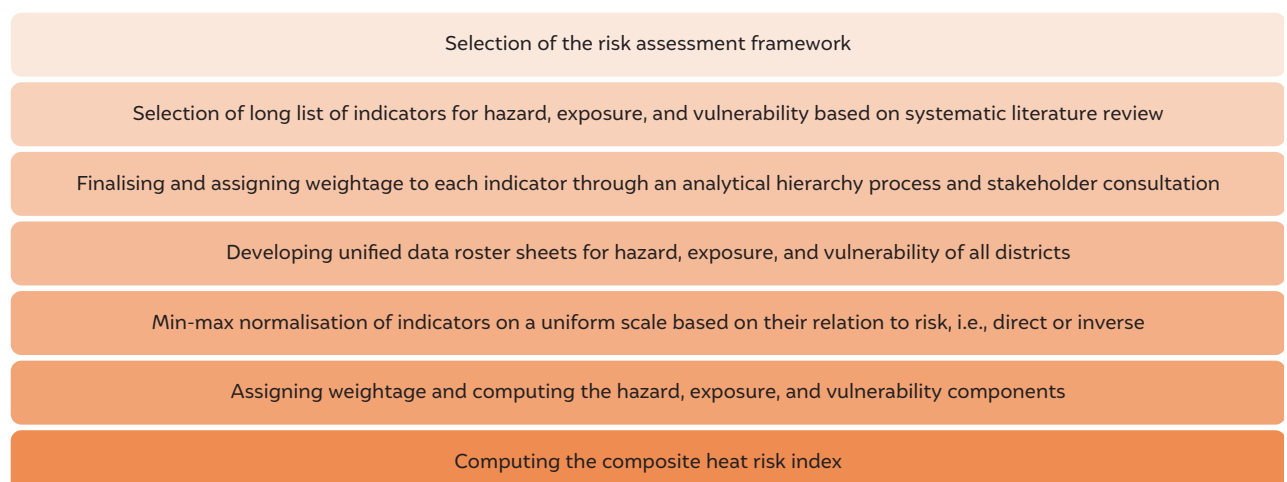 Selection of the risk assessment framework
Selection of long list of indicators for hazard, exposure, and vulnerability based on systematic literature review
Finalising and assigning weightage to each indicator through an analytical hierarchy process and stakeholder consultation
Developing unified data roster sheets for hazard, exposure, and vulnerability of all districts
Min-max normalisation of indicators on a uniform scale based on their relation to risk, i.e., direct or inverse
Assigning weightage and computing the hazard, exposure, and vulnerability components
Computing the composite heat risk index